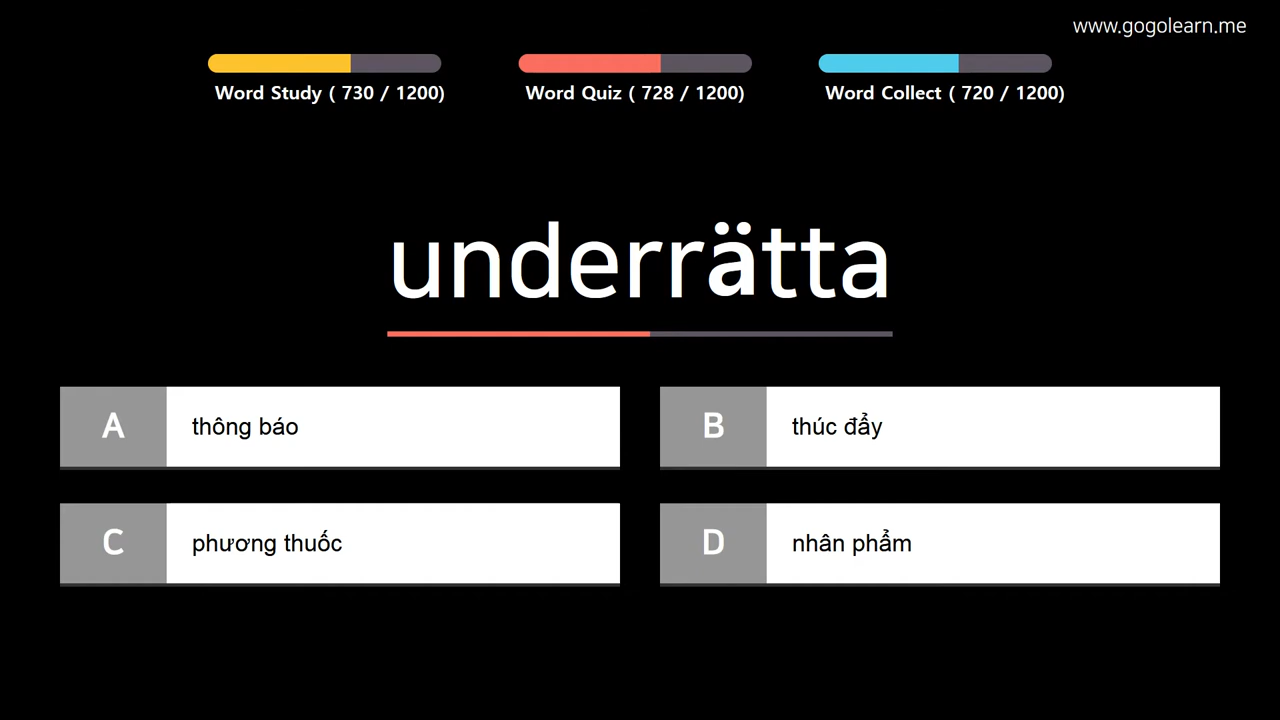 www.gogolearn.me
Word Study ( 730 / 1200)
Word Quiz ( 728 / 1200)
Word Collect ( 720 / 1200)
underrätta
A thông báo
B thúc đẩy
C phương thuốc
D nhân phẩm